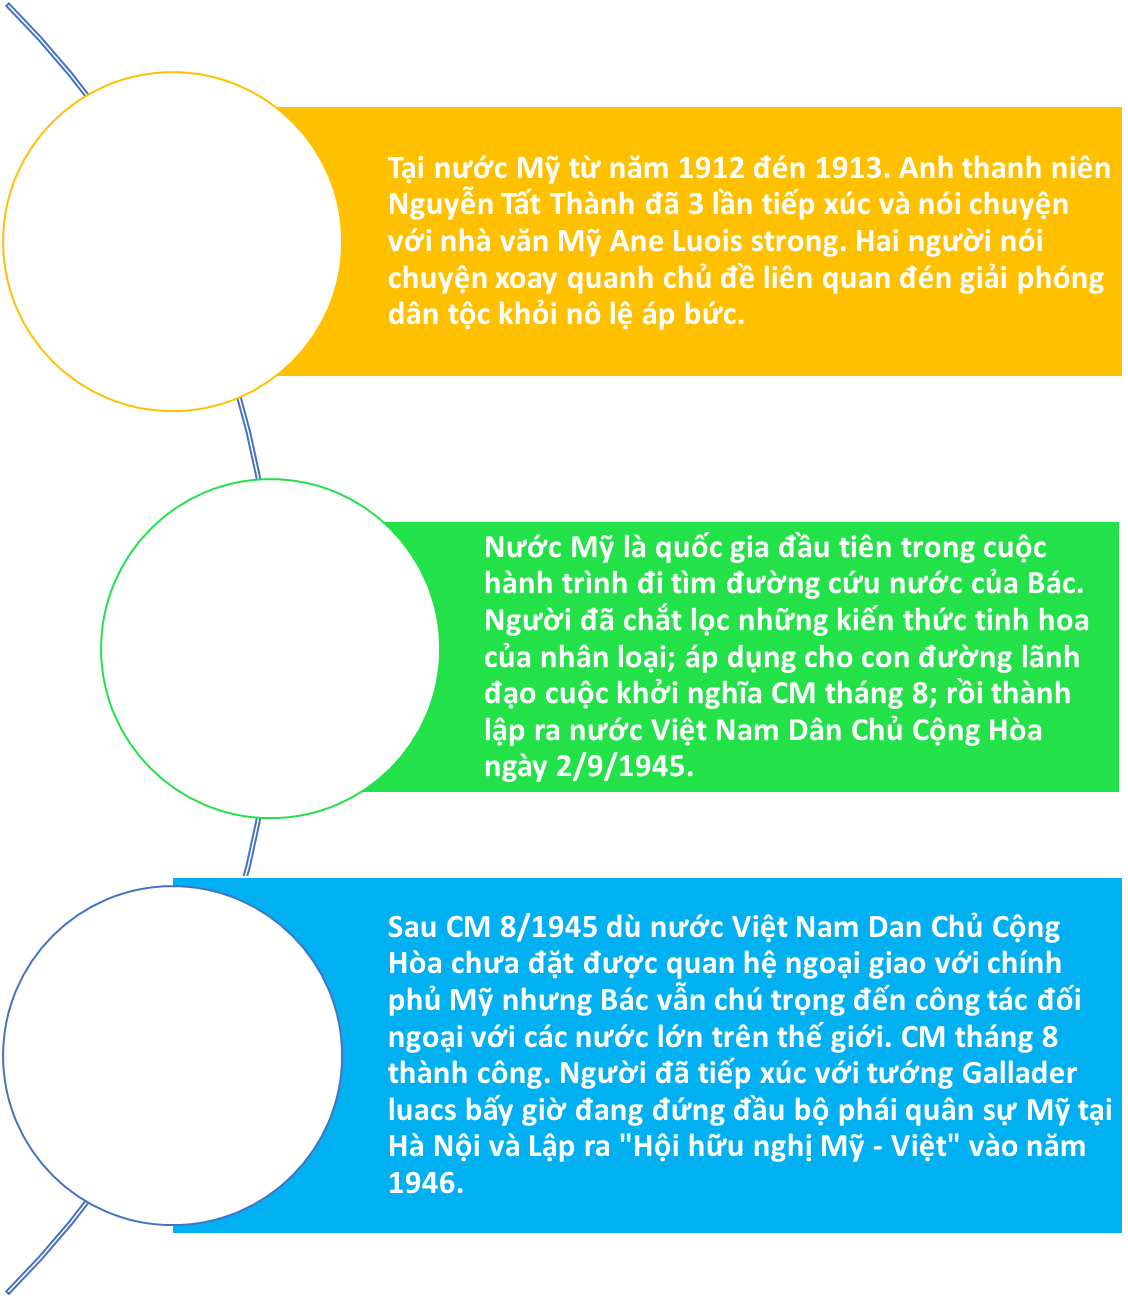 Tại nước Mỹ từ năm 1912 đén 1913. Anh thanh niên
Nguyễn Tất Thành đã 3 lần tiếp xúc và nói chuyện
với nhà văn Mỹ Ane Luois strong. Hai người nói
chuyện xoay quanh chủ đề liên quan đén giải phóng
dân tộc khỏi nô lệ áp bức.
Nước Mỹ là quốc gia đầu tiên trong cuộc
hành trình đi tìm đường cứu nước của Bác.
Người đã chắt lọc những kiến thức tinh hoa
của nhân loại; áp dụng cho con đường lãnh
đạo cuộc khởi nghĩa CM tháng 8; rồi thành
lập ra nước Việt Nam Dân Chủ Cộng Hòa
ngày 2/9/1945.
Sau CM 8/1945 dù nước Việt Nam Dan Chủ Cộng
Hòa chưa đặt được quan hệ ngoại giao với chính
phủ Mỹ nhưng Bác vẫn chú trọng đến công tác đối
ngoại với các nước lớn trên thế giới. CM tháng 8
thành công. Người đã tiếp xúc với tướng Gallader
luacs bấy giờ đang đứng đầu bộ phái quân sự Mỹ tại
Hà Nội và Lập ra "Hội hữu nghị Mỹ - Việt" vào năm
1946.